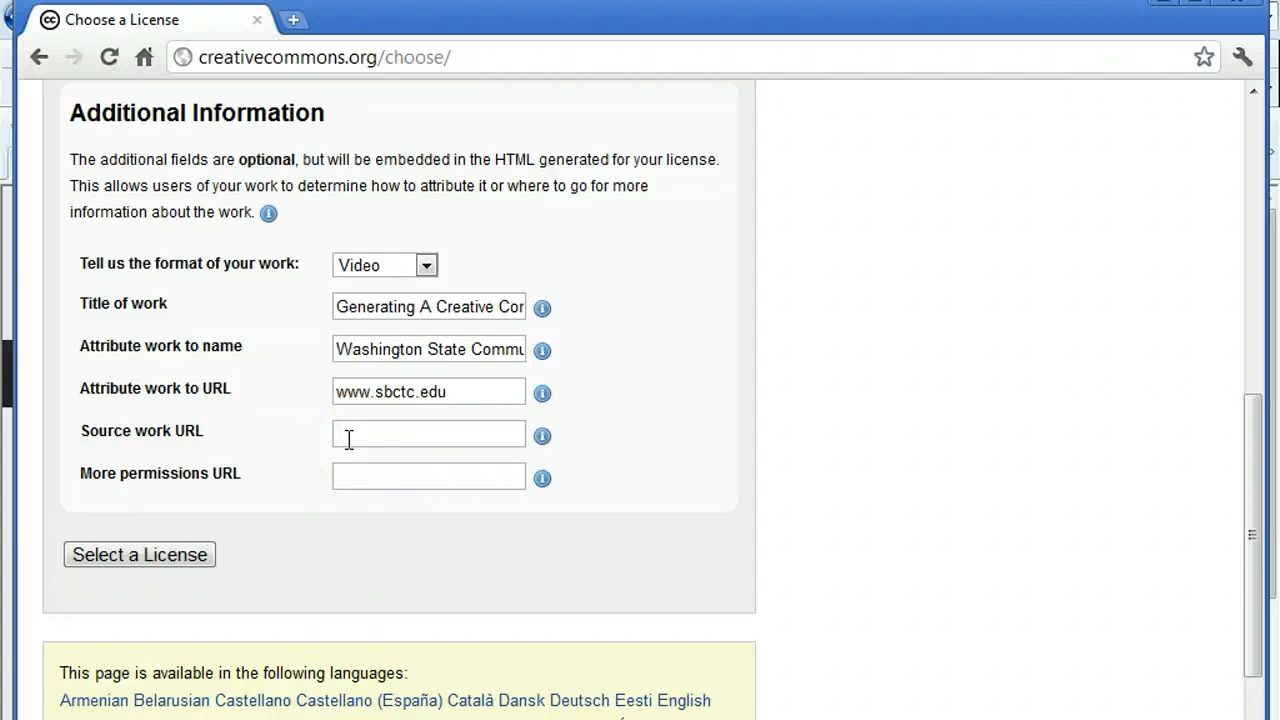 Choose a License
creativecommons.org/choose/
Additional Information
The additional fields are optional, but will be embedded in the HTML generated for your license.
This allows users of your work to determine how to attribute it or where to go for more
information about the work.
Tell us the format of your work: Video
Title of work Generating A Creative Cor
Attribute work to name Washington State Commu
Attribute work to URL www.sbctc.edu
Source work URL
More permissions URL
Select a License
This page is available in the following languages:
Armenian Belarusian Castellano Castellano (España) Català Dansk Deutsch Eesti English